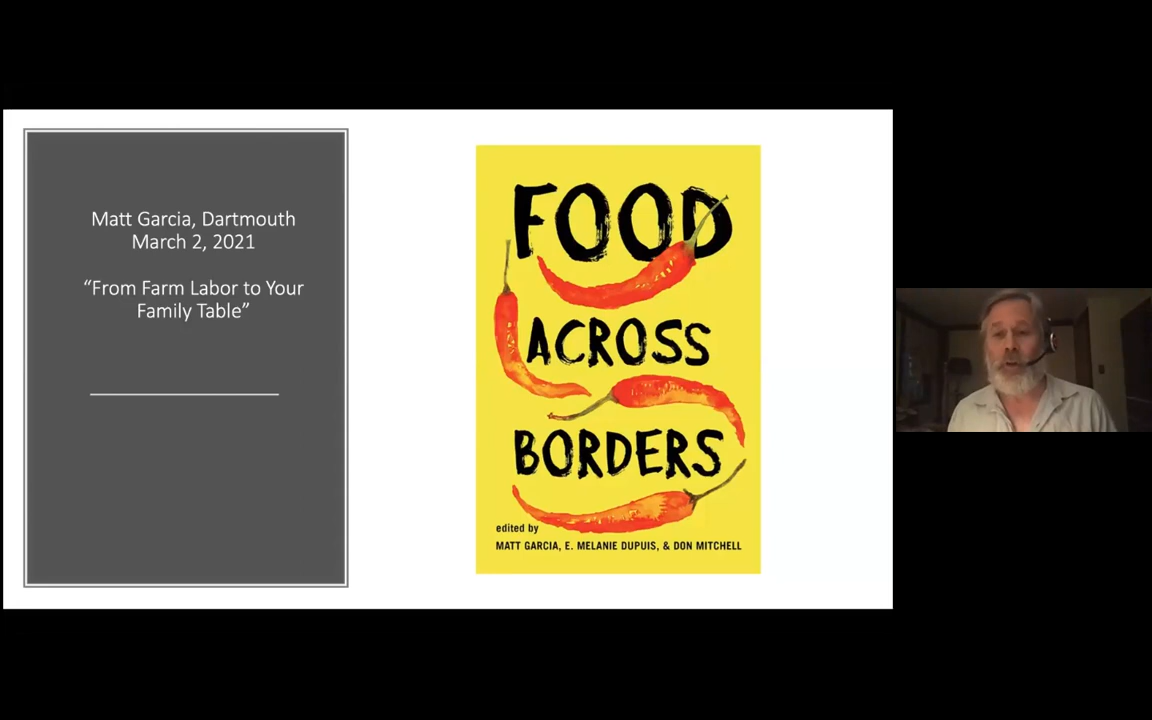 Matt Garcia, Dartmouth
March 2, 2021
“From Farm Labor to Your
Family Table”
FOOD
ACROSS
BORDERS
edited by
MATT GARCIA, E. MELANIE DUPUIS, & DON MITCHELL